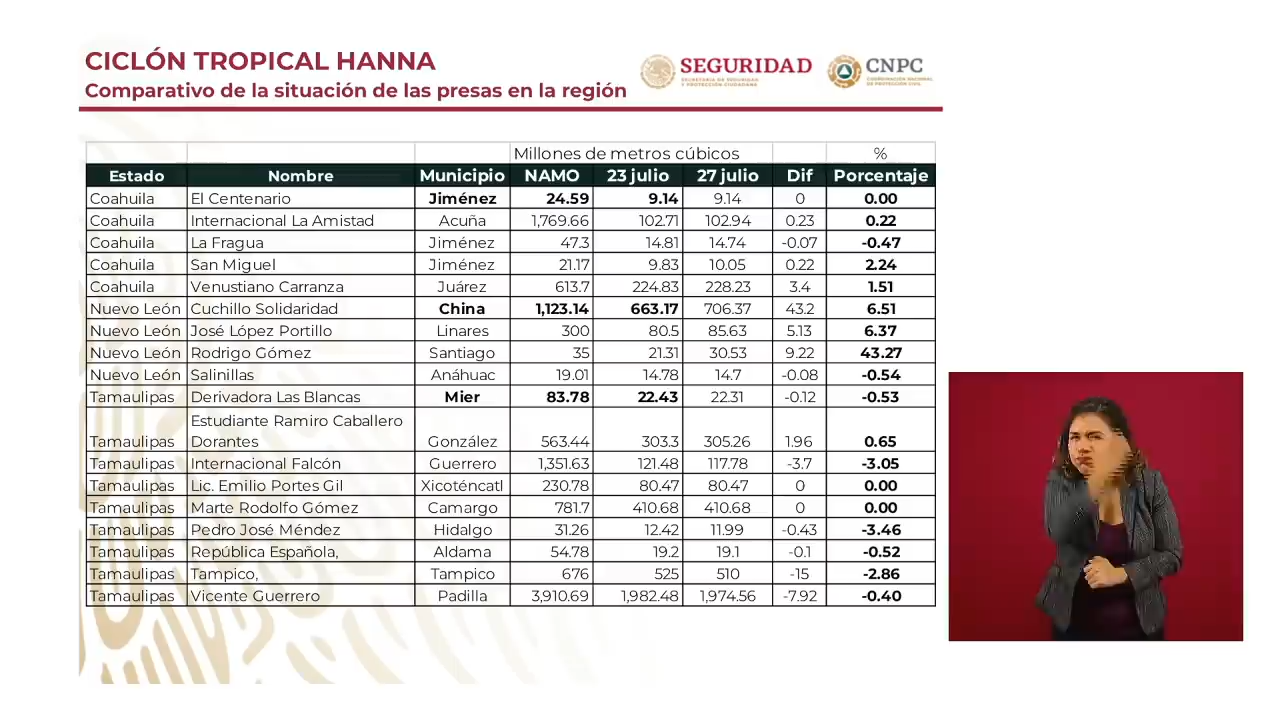 CICLÓN TROPICAL HANNA
Comparativo de la situación de las presas en la región
SEGURIDAD
SECRETARÍA DE SEGURIDAD
Y PROTECCIÓN CIUDADANA
CNPC
COORDINACIÓN NACIONAL
DE PROTECCIÓN CIVIL
Millones de metros cúbicos %
Estado Nombre Municipio NAMO 23 julio 27 julio Dif Porcentaje
Coahuila El Centenario Jiménez 24.59 9.14 9.14 0 0.00
Coahuila Internacional La Amistad Acuña 1,769.66 102.71 102.94 0.23 0.22
Coahuila La Fragua Jiménez 47.3 14.81 14.74 -0.07 -0.47
Coahuila San Miguel Jiménez 21.17 9.83 10.05 0.22 2.24
Coahuila Venustiano Carranza Juárez 613.7 224.83 228.23 3.4 1.51
Nuevo León Cuchillo Solidaridad China 1,123.14 663.17 706.37 43.2 6.51
Nuevo León José López Portillo Linares 300 80.5 85.63 5.13 6.37
Nuevo León Rodrigo Gómez Santiago 35 21.31 30.53 9.22 43.27
Nuevo León Salinillas Anáhuac 19.01 14.78 14.7 -0.08 -0.54
Tamaulipas Derivadora Las Blancas Mier 83.78 22.43 22.31 -0.12 -0.53
Estudiante Ramiro Caballero
Tamaulipas Dorantes González 563.44 303.3 305.26 1.96 0.65
Tamaulipas Internacional Falcón Guerrero 1,351.63 121.48 117.78 -3.7 -3.05
Tamaulipas Lic. Emilio Portes Gil Xicoténcatl 230.78 80.47 80.47 0 0.00
Tamaulipas Marte Rodolfo Gómez Camargo 781.7 410.68 410.68 0 0.00
Tamaulipas Pedro José Méndez Hidalgo 31.26 12.42 11.99 -0.43 -3.46
Tamaulipas República Española, Aldama 54.78 19.2 19.1 -0.1 -0.52
Tamaulipas Tampico, Tampico 676 525 510 -15 -2.86
Tamaulipas Vicente Guerrero Padilla 3,910.69 1,982.48 1,974.56 -7.92 -0.40